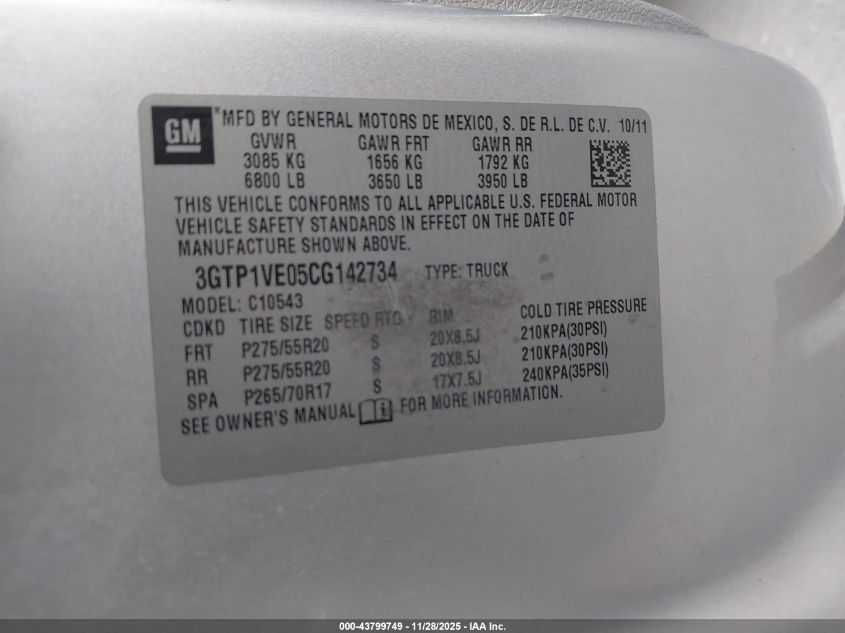 GM
*MFD BY GENERAL MOTORS DE MEXICO, S. DE R.L. DE C.V. 10/11
GVWR GAWR FRT GAWR RR
3085 KG 1656 KG 1792 KG
6800 LB 3650 LB 3950 LB
THIS VEHICLE CONFORMS TO ALL APPLICABLE U.S. FEDERAL MOTOR
VEHICLE SAFETY STANDARDS IN EFFECT ON THE DATE OF
MANUFACTURE SHOWN ABOVE.
3GTP1VE05CG142734 TYPE: TRUCK
MODEL: C10543
CDKD TIRE SIZE SPEED RTG RIM COLD TIRE PRESSURE
FRT P275/55R20 S 20X8.5J 210KPA(30PSI)
RR P275/55R20 S 20X8.5J 210KPA(30PSI)
SPA P265/70R17 S 17X7.5J 240KPA(35PSI)
SEE OWNER'S MANUAL FOR MORE INFORMATION.
000-43799749 - 11/28/2025 - IAA Inc.